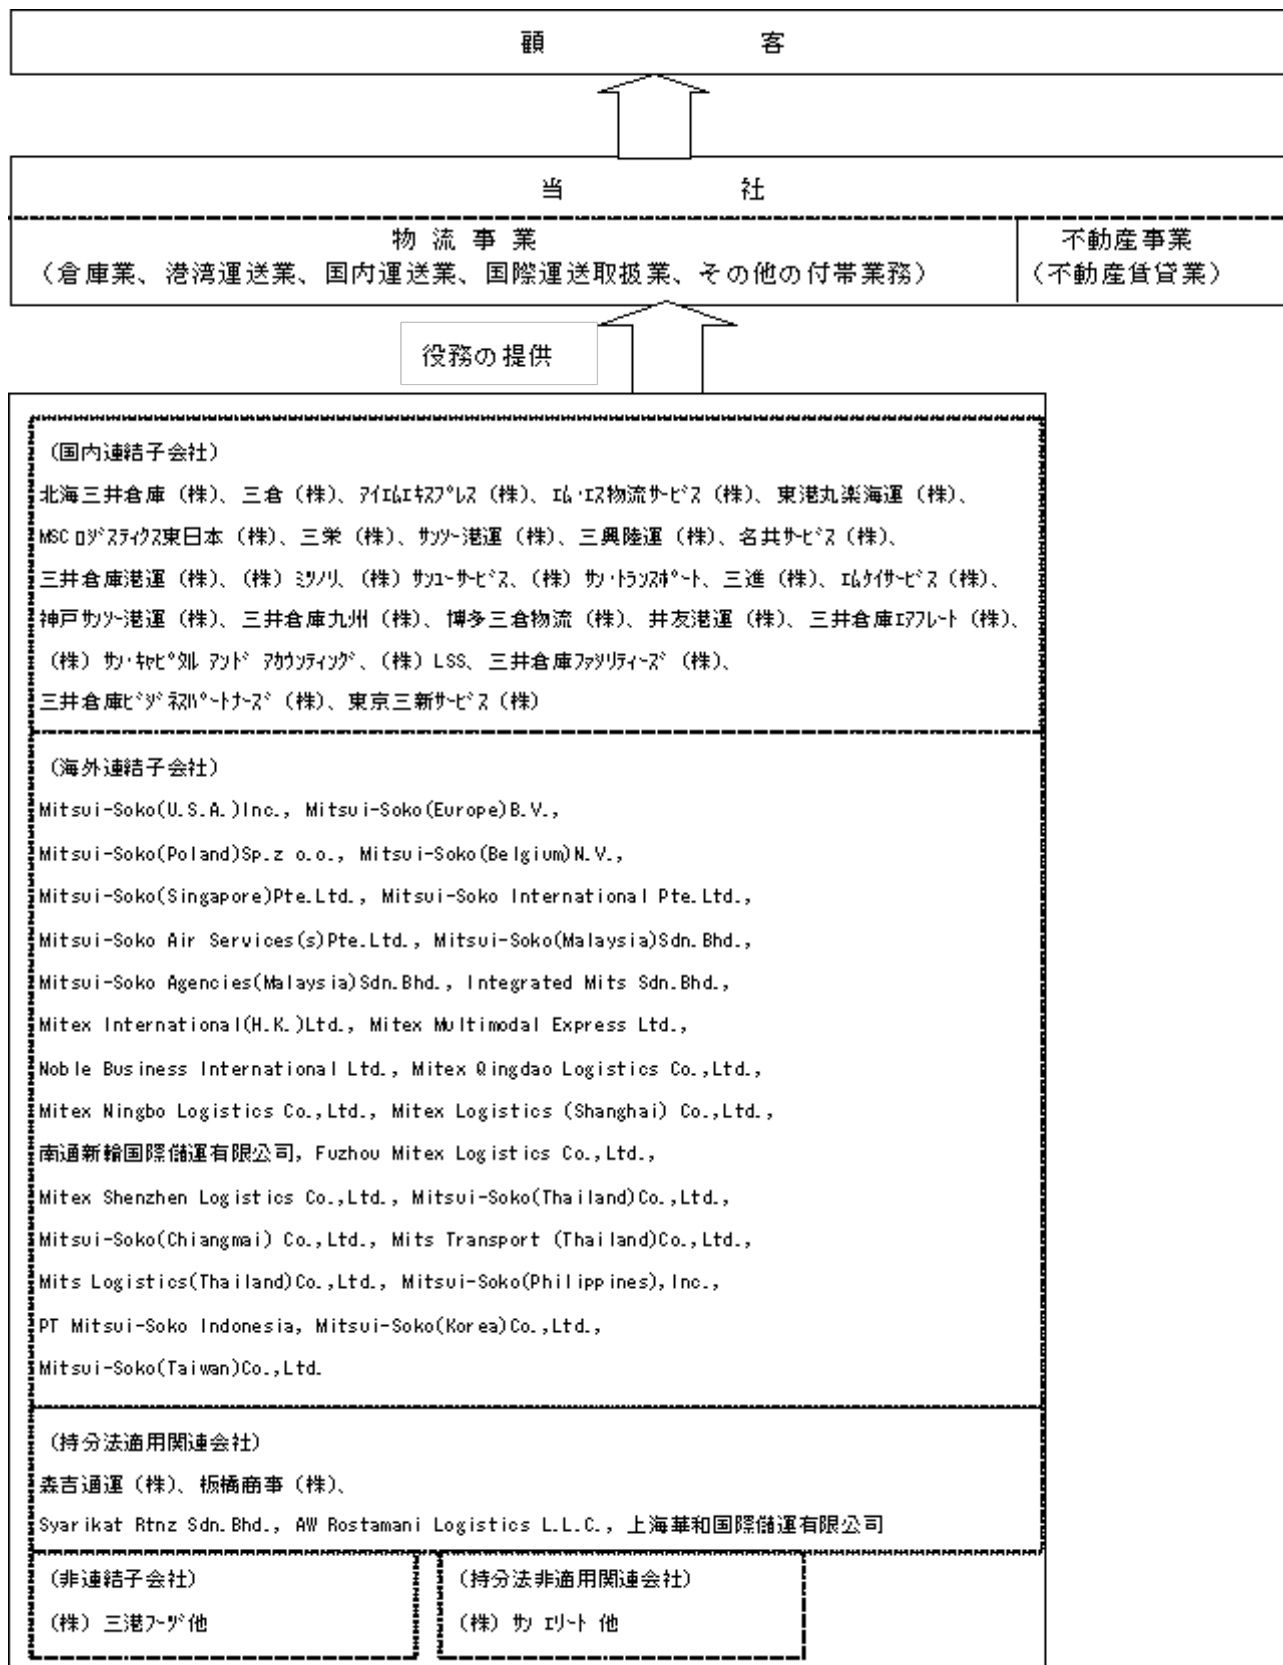 顧　客
当　社
物流事業
（倉庫業、港湾運送業、国内運送業、国際運送取扱業、その他の付帯業務）
不動産事業
（不動産賃貸業）
役務の提供
（国内連結子会社）
北海三井倉庫（株）、三倉（株）、ｱｲｴﾑｴｷｽﾌﾟﾚｽ（株）、ｴﾑ･ｴｽ物流ｻｰﾋﾞｽ（株）、東港丸楽海運（株）、
MSCﾛｼﾞｽﾃｨｸｽ東日本（株）、三栄（株）、ｻﾝｿｰ港運（株）、三興陸運（株）、名共ｻｰﾋﾞｽ（株）、
三井倉庫港運（株）、（株）ﾐﾂﾉﾘ、（株）ｻﾝﾕｰｻｰﾋﾞｽ、（株）ｻﾝ･ﾄﾗﾝｽﾎﾟｰﾄ、三進（株）、ｴﾑｹｲｻｰﾋﾞｽ（株）、
神戸ｻﾝｿｰ港運（株）、三井倉庫九州（株）、博多三倉物流（株）、井友港運（株）、三井倉庫ｴｱﾌﾚｰﾄ（株）、
（株）ｻﾝ･ｷｬﾋﾟﾀﾙ ｱﾝﾄﾞ ｱｶｳﾝﾃｨﾝｸﾞ、（株）LSS、三井倉庫ﾌｧｼﾘﾃｨｰｽﾞ（株）、
三井倉庫ﾋﾞｼﾞﾈｽﾊﾟｰﾄﾅｰｽﾞ（株）、東京三新ｻｰﾋﾞｽ（株）
（海外連結子会社）
Mitsui-Soko(U.S.A.)Inc., Mitsui-Soko(Europe)B.V.,
Mitsui-Soko(Poland)Sp.z o.o., Mitsui-Soko(Belgium)N.V.,
Mitsui-Soko(Singapore)Pte.Ltd., Mitsui-Soko International Pte.Ltd.,
Mitsui-Soko Air Services(s)Pte.Ltd., Mitsui-Soko(Malaysia)Sdn.Bhd.,
Mitsui-Soko Agencies(Malaysia)Sdn.Bhd., Integrated Mits Sdn.Bhd.,
Mitex International(H.K.)Ltd., Mitex Multimodal Express Ltd.,
Noble Business International Ltd., Mitex Qingdao Logistics Co.,Ltd.,
Mitex Ningbo Logistics Co.,Ltd., Mitex Logistics (Shanghai) Co.,Ltd.,
南通新輪国際儲運有限公司, Fuzhou Mitex Logistics Co.,Ltd.,
Mitex Shenzhen Logistics Co.,Ltd., Mitsui-Soko(Thailand)Co.,Ltd.,
Mitsui-Soko(Chiangmai) Co.,Ltd., Mits Transport (Thailand)Co.,Ltd.,
Mits Logistics(Thailand)Co.,Ltd., Mitsui-Soko(Philippines),Inc.,
PT Mitsui-Soko Indonesia, Mitsui-Soko(Korea)Co.,Ltd.,
Mitsui-Soko(Taiwan)Co.,Ltd.
（持分法適用関連会社）
森吉通運（株）、板橋商事（株）、
Syarikat Rtnz Sdn.Bhd., AW Rostamani Logistics L.L.C., 上海華和国際儲運有限公司
（非連結子会社）
（株）三港ﾌｰｽﾞ他
（持分法非適用関連会社）
（株）ｻﾝ ｴﾘｰﾄ 他